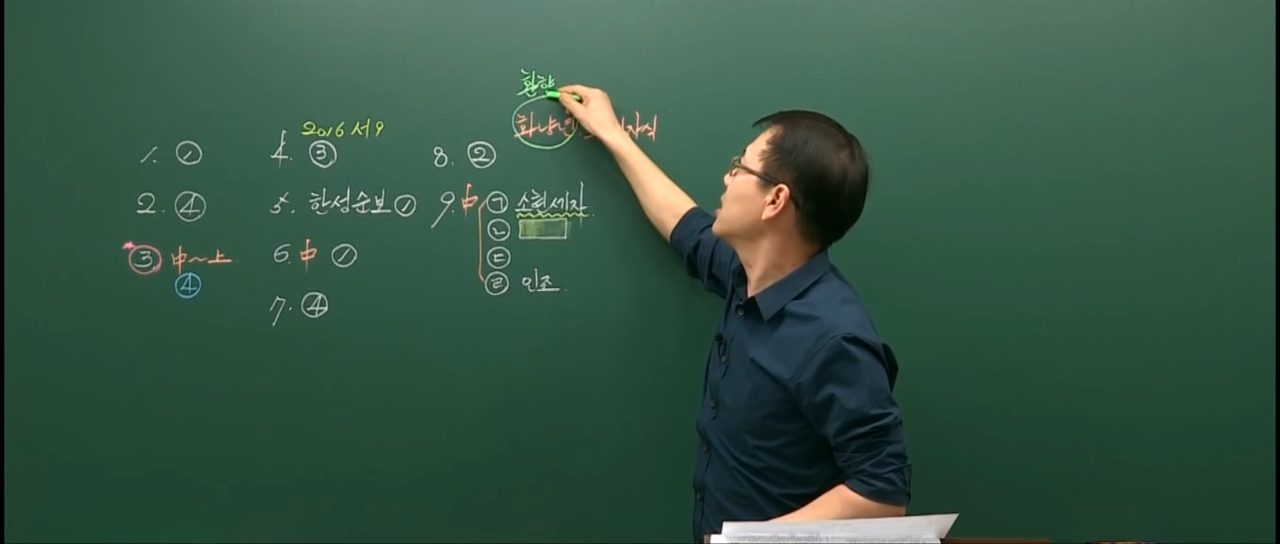 환향
화냥년 자식
2016 서 9
1. ①
4. ③
8. ②
2. ④
5. 한성순보 ①
9. 中 ㉠ 소현세자.
㉡
③ 中~上
④
6. 中 ①
㉢
7. ④
㉣ 인조.